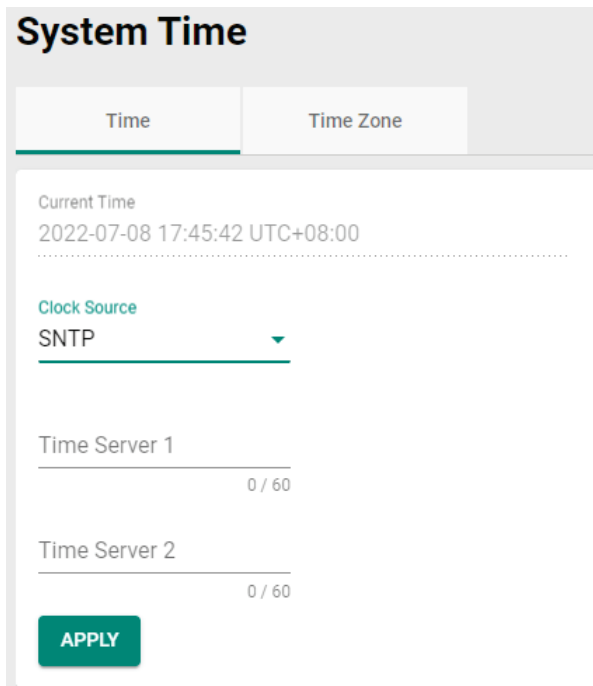 System Time
Time Time Zone
Current Time
2022-07-08 17:45:42 UTC+08:00
Clock Source
SNTP
Time Server 1
0 / 60
Time Server 2
0 / 60
APPLY